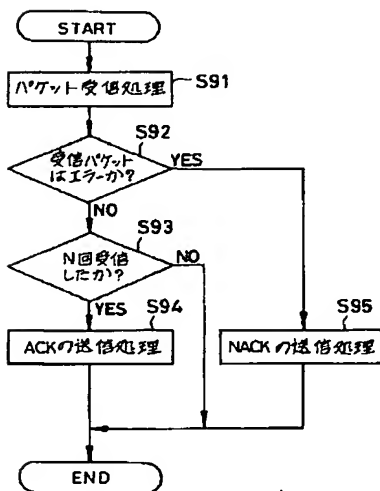 START
パケット受信処理
S91
S92
受信パケット
はエラーか?
YES
NO
S93
N回受信
したか?
NO
YES
S94
ACKの送信処理
S95
NACKの送信処理
END